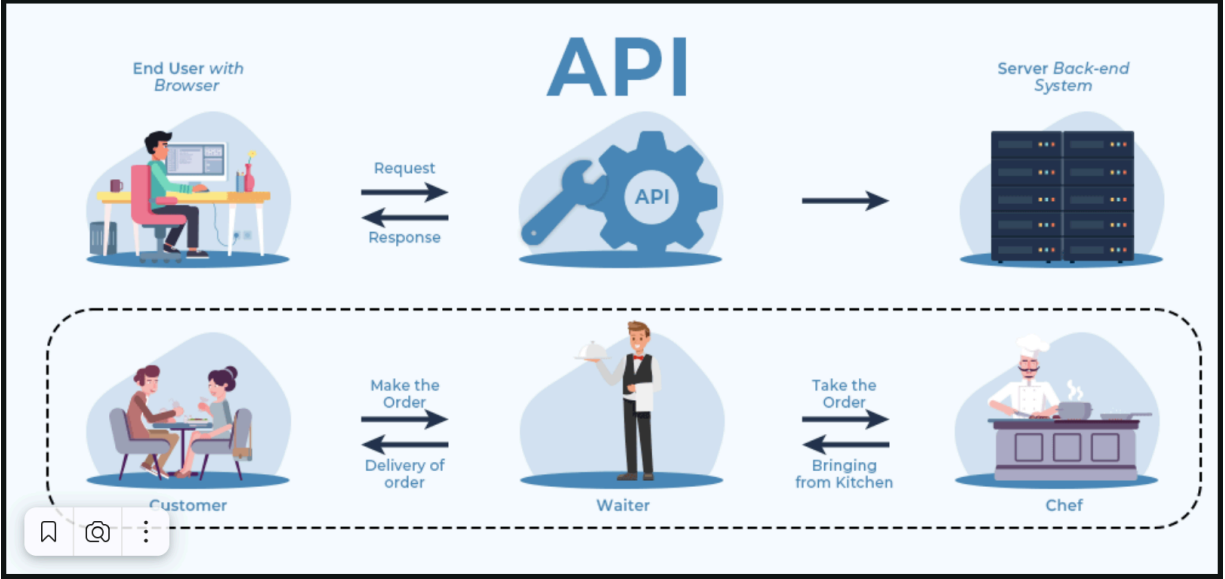 API
End User with
Browser
Server Back-end
System
Request
API
Response
Make the
Order
Take the
Order
Delivery of
order
Bringing
from Kitchen
Customer
Waiter
Chef